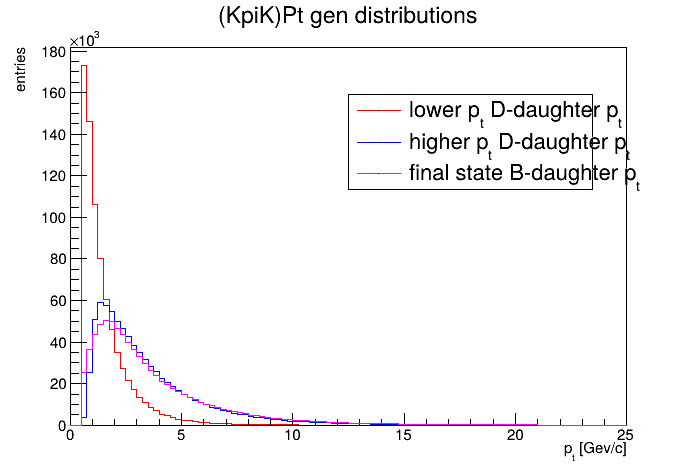 (KpiK)Pt gen distributions
×10³
entries
180
160
140
120
100
80
60
40
20
0
lower pt D-daughter pt
higher pt D-daughter pt
final state B-daughter pt
0 5 10 15 20 25
pt [Gev/c]